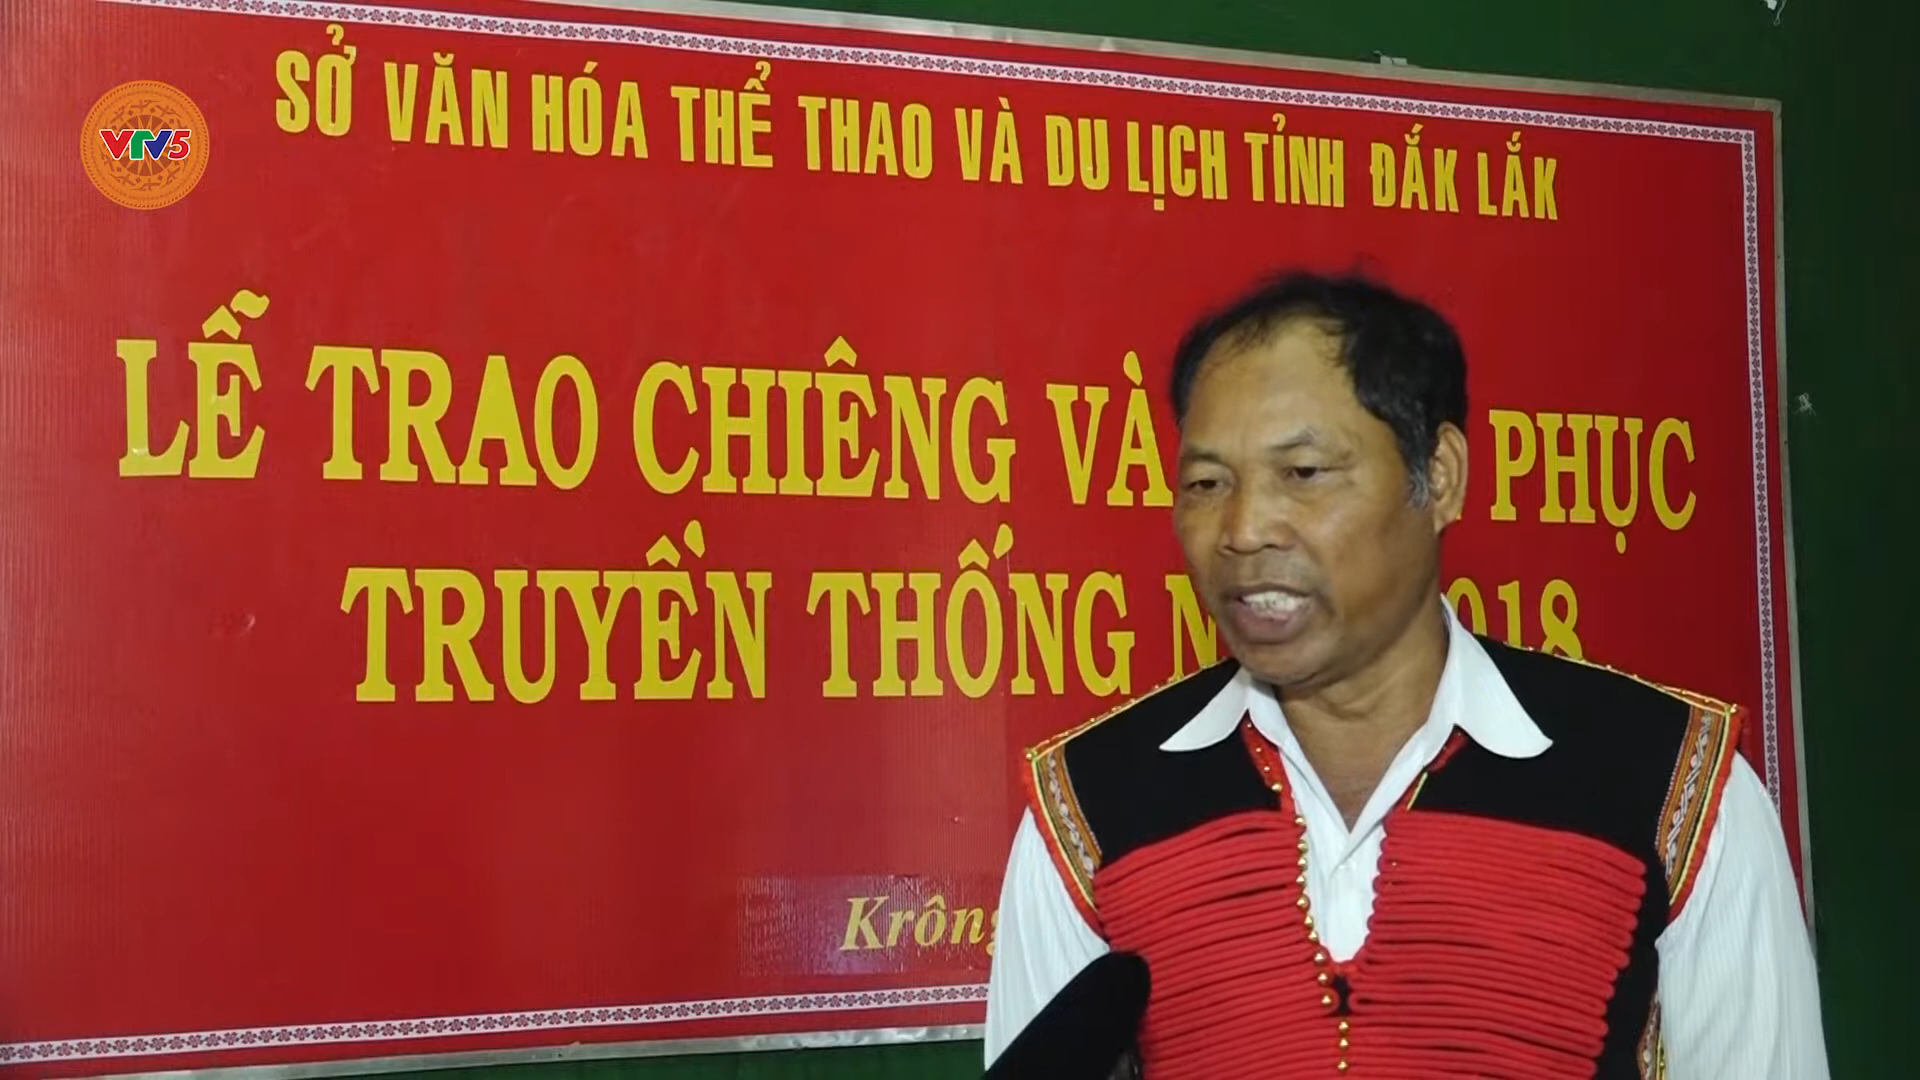 VTV5
SỞ VĂN HÓA THỂ THAO VÀ DU LỊCH TỈNH ĐẮK LẮK
LỄ TRAO CHIÊNG VÀ PHỤC
TRUYỀN THỐNG